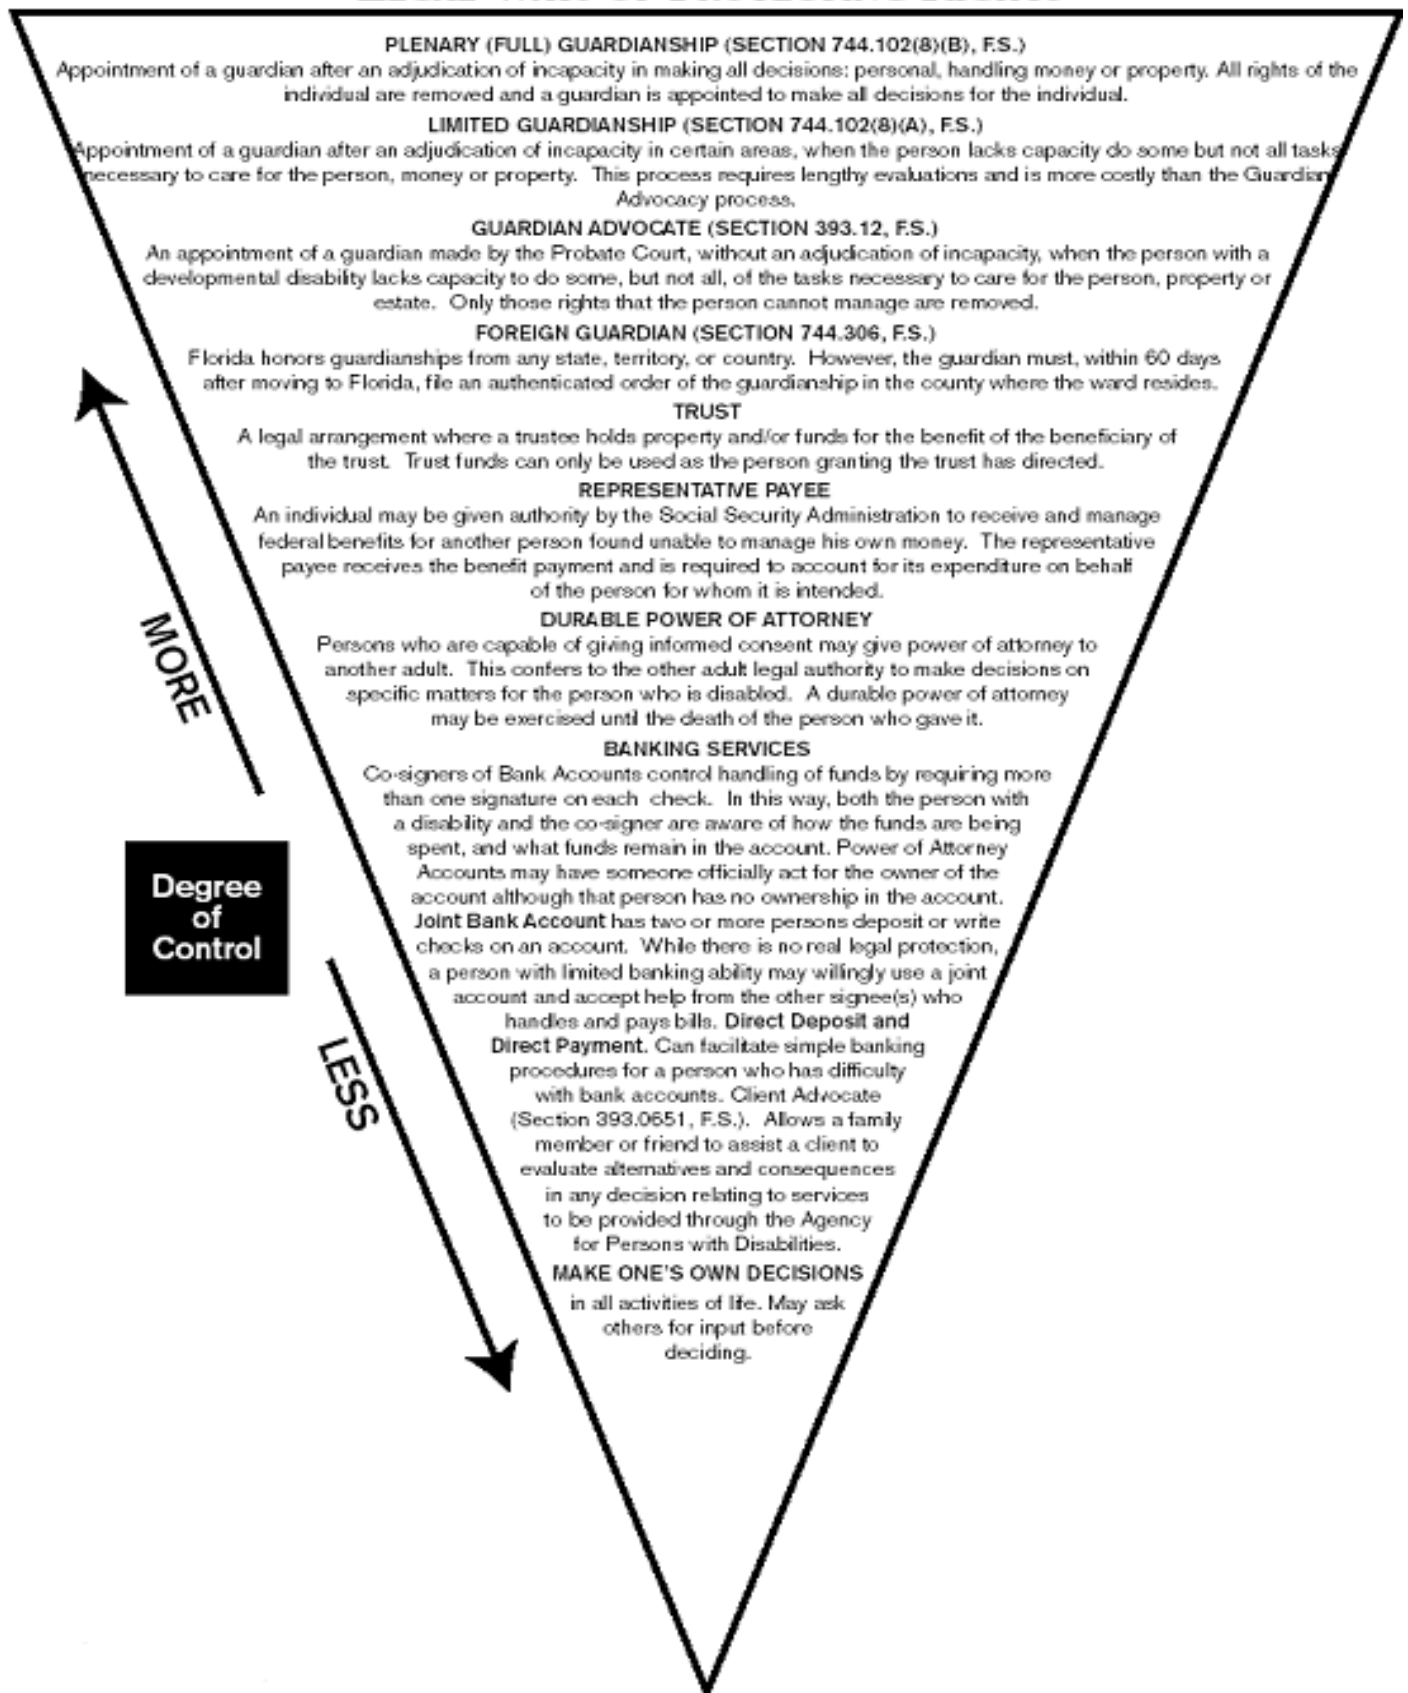 PLENARY (FULL) GUARDIANSHIP (SECTION 744.102(8)(B), F.S.)
Appointment of a guardian after an adjudication of incapacity in making all decisions: personal, handling money or property. All rights of the
individual are removed and a guardian is appointed to make all decisions for the individual.
LIMITED GUARDIANSHIP (SECTION 744.102(8)(A), F.S.)
Appointment of a guardian after an adjudication of incapacity in certain areas, when the person lacks capacity do some but not all tasks
necessary to care for the person, money or property. This process requires lengthy evaluations and is more costly than the Guardian
Advocacy process.
GUARDIAN ADVOCATE (SECTION 393.12, F.S.)
An appointment of a guardian made by the Probate Court, without an adjudication of incapacity, when the person with a
developmental disability lacks capacity to do some, but not all, of the tasks necessary to care for the person, property or
estate. Only those rights that the person cannot manage are removed.
FOREIGN GUARDIAN (SECTION 744.306, F.S.)
Florida honors guardianships from any state, territory, or country. However, the guardian must, within 60 days
after moving to Florida, file an authenticated order of the guardianship in the county where the ward resides.
TRUST
A legal arrangement where a trustee holds property and/or funds for the benefit of the beneficiary of
the trust. Trust funds can only be used as the person granting the trust has directed.
REPRESENTATIVE PAYEE
An individual may be given authority by the Social Security Administration to receive and manage
federal benefits for another person found unable to manage his own money. The representative
payee receives the benefit payment and is required to account for its expenditure on behalf
of the person for whom it is intended.
DURABLE POWER OF ATTORNEY
Persons who are capable of giving informed consent may give power of attorney to
another adult. This confers to the other adult legal authority to make decisions on
specific matters for the person who is disabled. A durable power of attorney
may be exercised until the death of the person who gave it.
BANKING SERVICES
Co-signers of Bank Accounts control handling of funds by requiring more
than one signature on each check. In this way, both the person with
a disability and the co-signer are aware of how the funds are being
spent, and what funds remain in the account. Power of Attorney
Accounts may have someone officially act for the owner of the
account although that person has no ownership in the account.
Joint Bank Account has two or more persons deposit or write
checks on an account. While there is no real legal protection,
a person with limited banking ability may willingly use a joint
account and accept help from the other signee(s) who
handles and pays bills. Direct Deposit and
Direct Payment. Can facilitate simple banking
procedures for a person who has difficulty
with bank accounts. Client Advocate
(Section 393.0651, F.S.). Allows a family
member or friend to assist a client to
evaluate alternatives and consequences
in any decision relating to services
to be provided through the Agency
for Persons with Disabilities.
MAKE ONE'S OWN DECISIONS
in all activities of life. May ask
others for input before
deciding.
MORE
Degree
of
Control
LESS